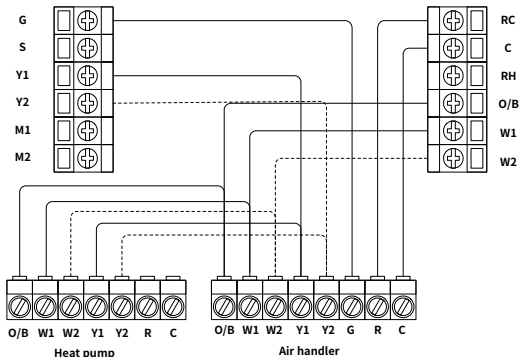 G
S
Y1
Y2
M1
M2
RC
C
RH
O/B
W1
W2
O/B W1 W2 Y1 Y2 R C
Heat pump
O/B W1 W2 Y1 Y2 G R C
Air handler